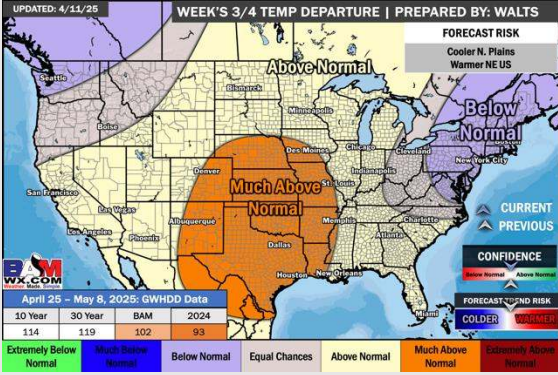 UPDATED: 4/11/25
WEEK'S 3/4 TEMP DEPARTURE | PREPARED BY: WALTS
FORECAST RISK
Cooler N. Plains
Warmer NE US
Above Normal
Seattle
Bismarck
Below
Normal
Minneapolis
Boise
Boston
Des Moines
Chicago
Cleveland
New York City
Denver
Indianapolis
Much Above
Normal
St. Louis
San Francisco
Las Vegas
CURRENT
PREVIOUS
Albuquerque
Memphis
Charlotte
Los Angeles
Phoenix
Atlanta
Dallas
CONFIDENCE
Below Normal
Above Normal
Houston
New Orleans
BAM
WX.COM
Weather. Made. Simple.
FORECAST TREND RISK
COLDER
WARMER
Miami
April 25 – May 8, 2025: GWHDD Data
10 Year 30 Year BAM 2024
114 119 102 93
Extremely Below
Normal
Much Below
Normal
Below Normal
Equal Chances
Above Normal
Much Above
Normal
Extremely Above
Normal